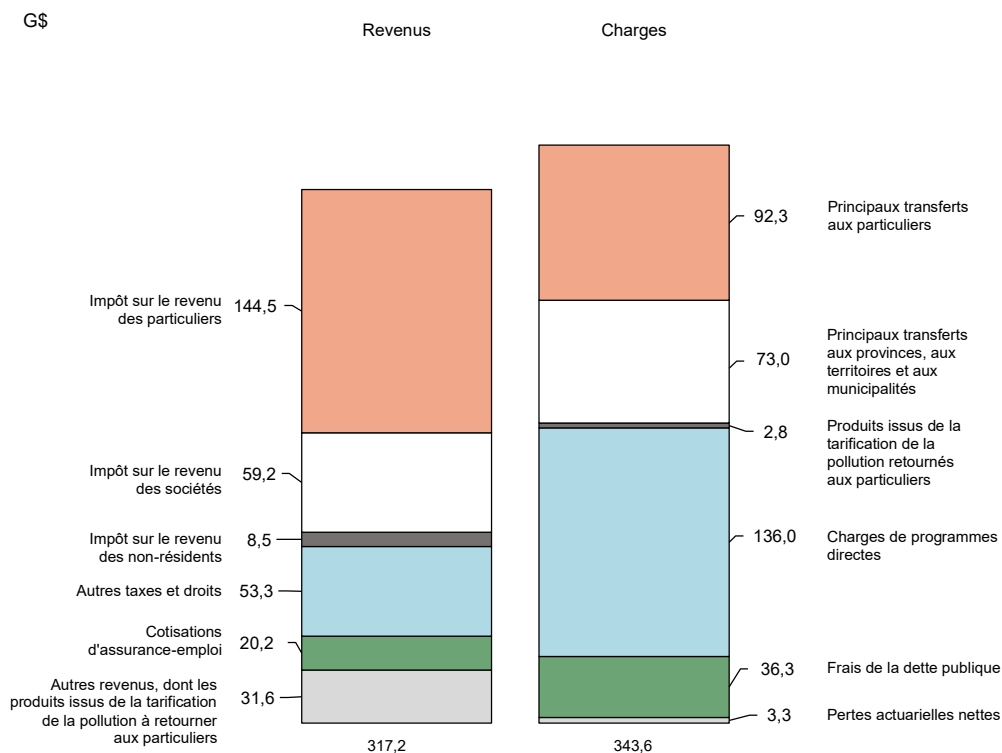 G$
Revenus
Charges
Impôt sur le revenu
des particuliers
144,5
Impôt sur le revenu
des sociétés
59,2
Impôt sur le revenu
des non-résidents
8,5
Autres taxes et droits
53,3
Cotisations
d'assurance-emploi
20,2
Autres revenus, dont les
produits issus de la tarification
de la pollution à retourner
aux particuliers
31,6
317,2
92,3
Principaux transferts
aux particuliers
73,0
Principaux transferts
aux provinces, aux
territoires et aux
municipalités
2,8
Produits issus de la
tarification de la
pollution retournés
aux particuliers
136,0
Charges de programmes
directes
36,3
Frais de la dette publique
3,3
Pertes actuarielles nettes
343,6